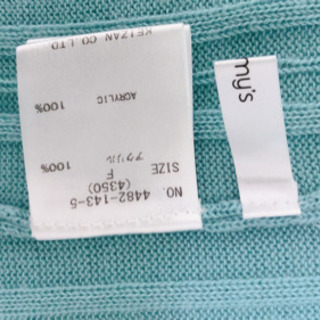 NO. 4482-143-5
(4350)
SIZE F
アクリル 100%
ACRYLIC 100%
KEIZAN CO.LTD
my's